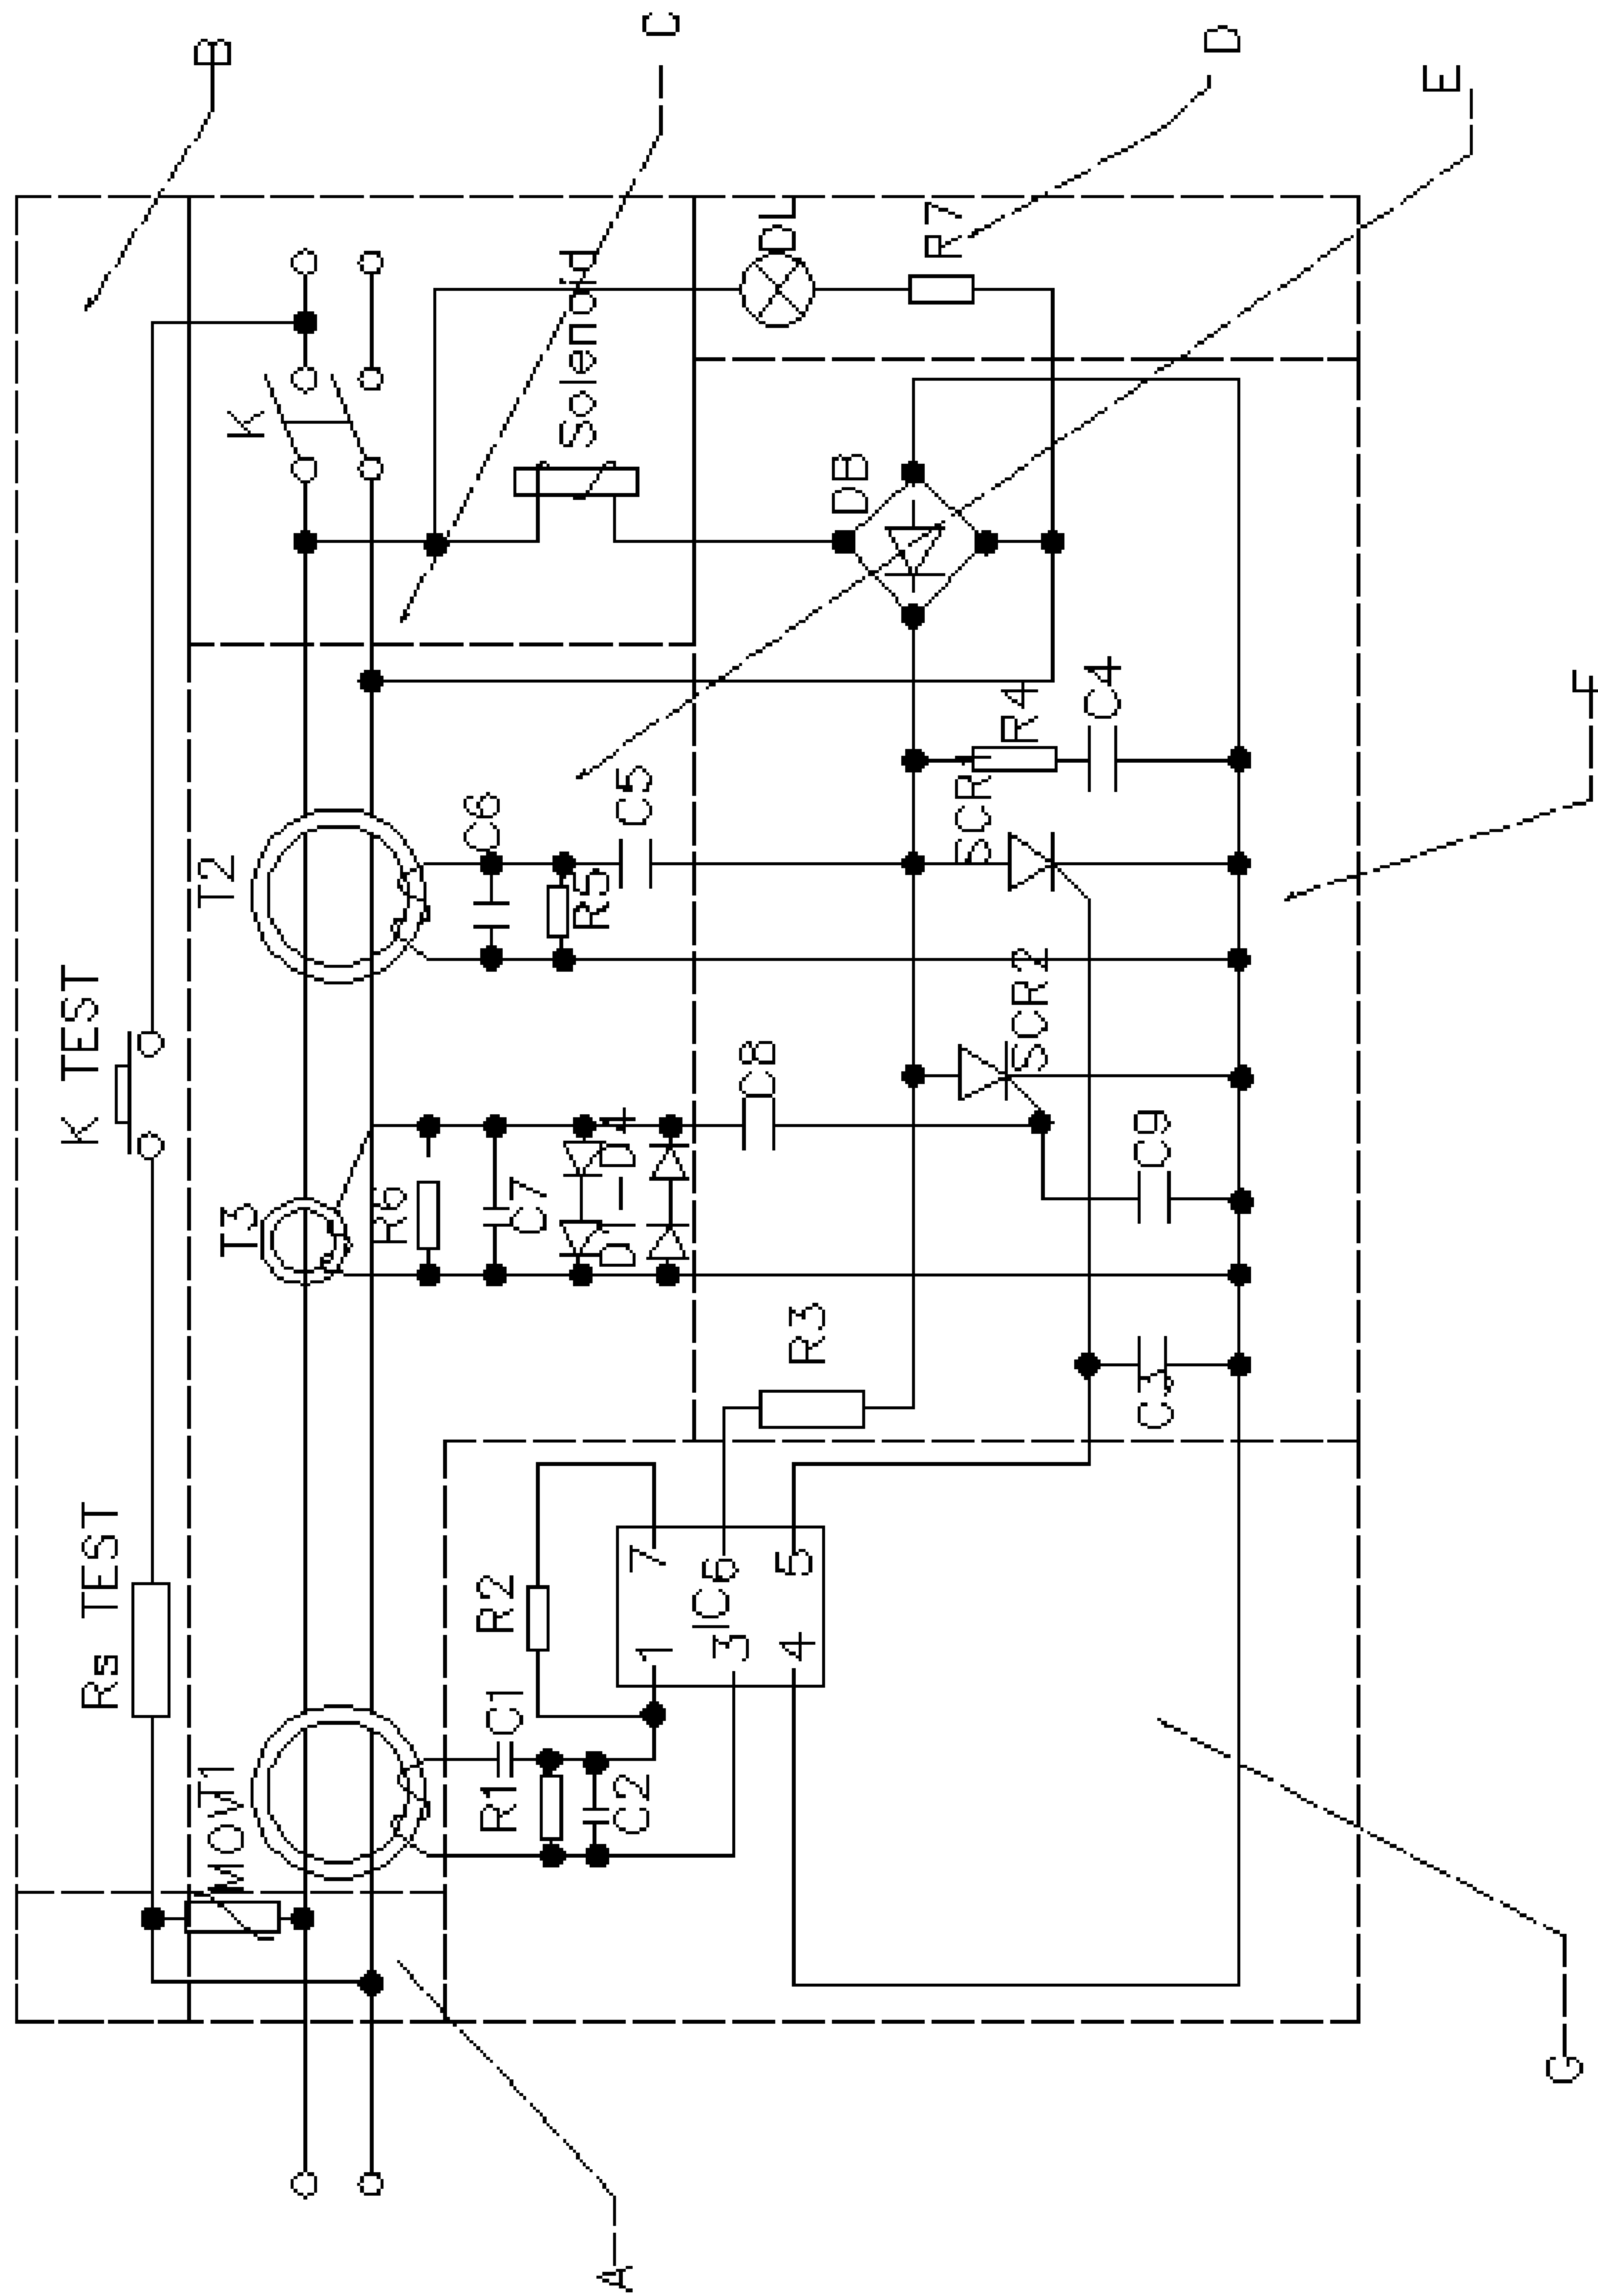 B
C
D
E
K
Solenoid
DL
R7
DB
T2
C6
R5
C5
SCR1
R4
C4
F
K TEST
T3
R6
C7
D1-D4
C8
SCR2
C9
R3
C3
Rs TEST
R2
7
1
IC
6
3
5
4
MOV
T1
C1
R1
C2
A
G